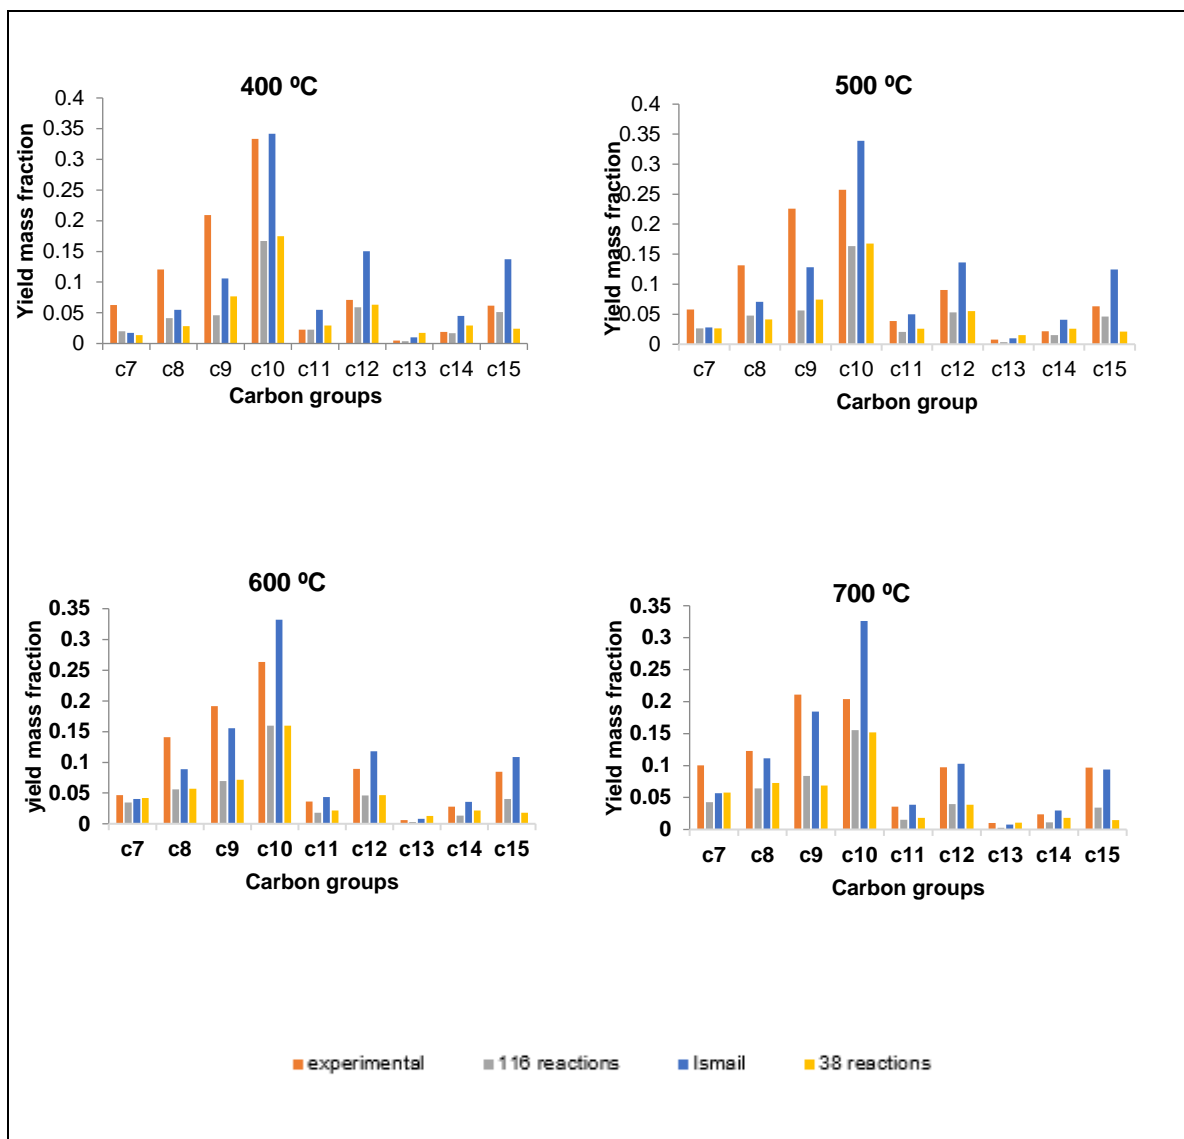 400 ⁰C
0.4
0.35
0.3
0.25
0.2
0.15
0.1
0.05
0
Yield mass fraction
c7 c8 c9 c10 c11 c12 c13 c14 c15
Carbon groups
500 ⁰C
0.4
0.35
0.3
0.25
0.2
0.15
0.1
0.05
0
Yield mass fraction
c7 c8 c9 c10 c11 c12 c13 c14 c15
Carbon group
600 ⁰C
0.35
0.3
0.25
0.2
0.15
0.1
0.05
0
yield mass fraction
c7 c8 c9 c10 c11 c12 c13 c14 c15
Carbon groups
700 ⁰C
0.35
0.3
0.25
0.2
0.15
0.1
0.05
0
Yield mass fraction
c7 c8 c9 c10 c11 c12 c13 c14 c15
Carbon groups
experimental 116 reactions Ismail 38 reactions